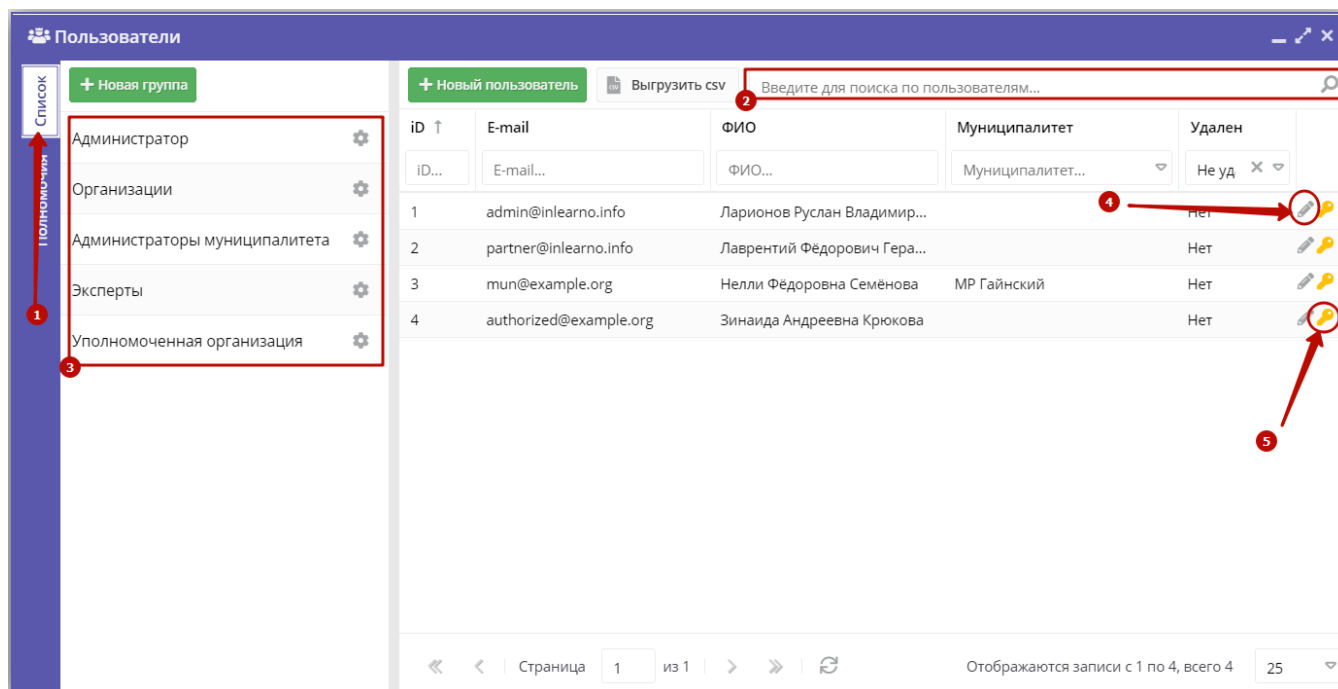 Пользователи
Список
Полномочия
+ Новая группа
Администратор
Организации
Администраторы муниципалитета
Эксперты
Уполномоченная организация
+ Новый пользователь CSV Выгрузить csv Введите для поиска по пользователям...
iD ↑ E-mail ФИО Муниципалитет Удален
iD... E-mail... ФИО... Муниципалитет... Не уд
1 admin@inlearno.info Ларионов Руслан Владимир... Нет
2 partner@inlearno.info Лаврентий Фёдорович Гера... Нет
3 mun@example.org Нелли Фёдоровна Семёнова МР Гайнский Нет
4 authorized@example.org Зинаида Андреевна Крюкова Нет
1
2
3
4
5
Страница 1 из 1 Отображаются записи с 1 по 4, всего 4 25